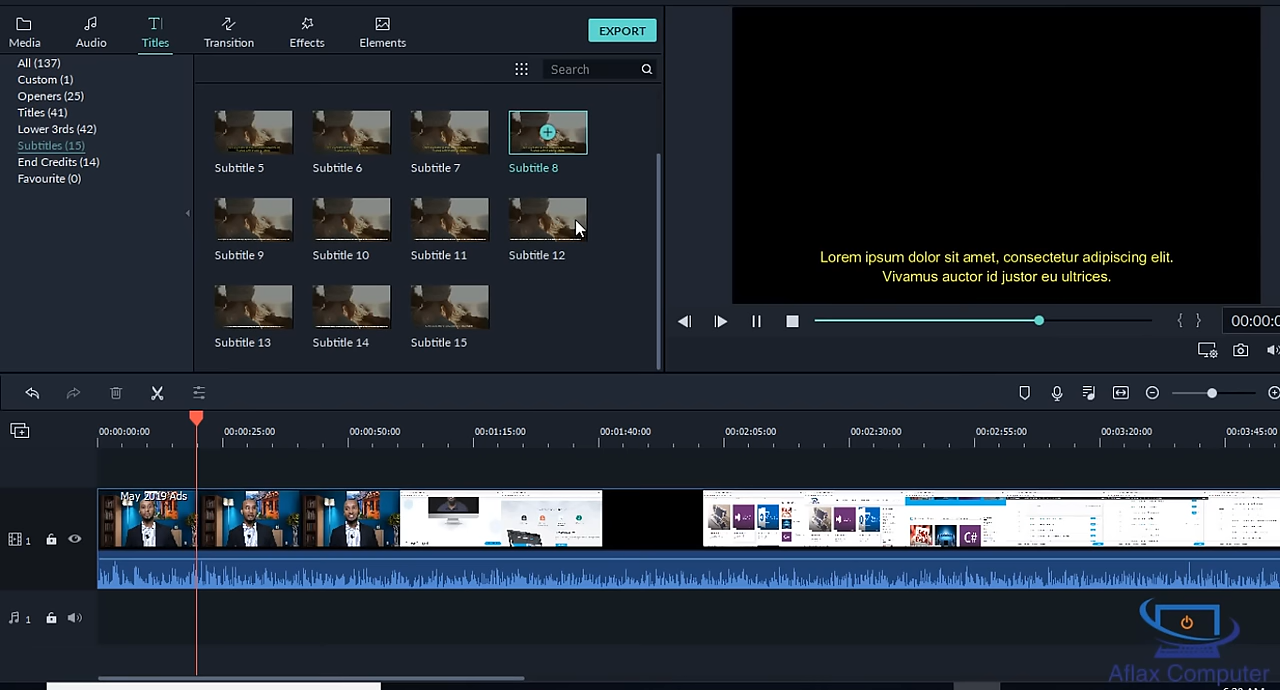 Media
Audio
Titles
Transition
Effects
Elements
EXPORT
All (137)
Custom (1)
Openers (25)
Titles (41)
Lower 3rds (42)
Subtitles (15)
End Credits (14)
Favourite (0)
Search
Subtitle 5
Subtitle 6
Subtitle 7
Subtitle 8
Subtitle 9
Subtitle 10
Subtitle 11
Subtitle 12
Subtitle 13
Subtitle 14
Subtitle 15
Lorem ipsum dolor sit amet, consectetur adipiscing elit.
Vivamus auctor id justor eu ultrices.
{ }
00:00:0
00:00:00:00
00:00:25:00
00:00:50:00
00:01:15:00
00:01:40:00
00:02:05:00
00:02:30:00
00:02:55:00
00:03:20:00
00:03:45:00
May 2019 Ads
C#
1
1
Aflax Computer